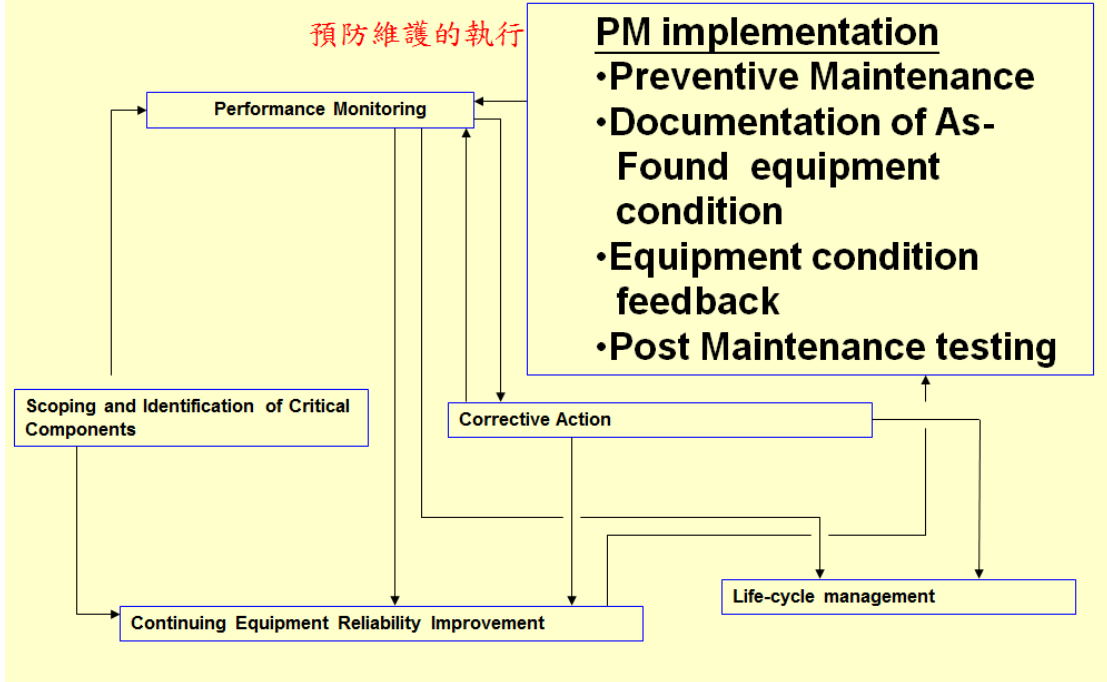 預防維護的執行
PM implementation
•Preventive Maintenance
•Documentation of As-
Found equipment
condition
•Equipment condition
feedback
•Post Maintenance testing
Performance Monitoring
Scoping and Identification of Critical
Components
Corrective Action
Life-cycle management
Continuing Equipment Reliability Improvement